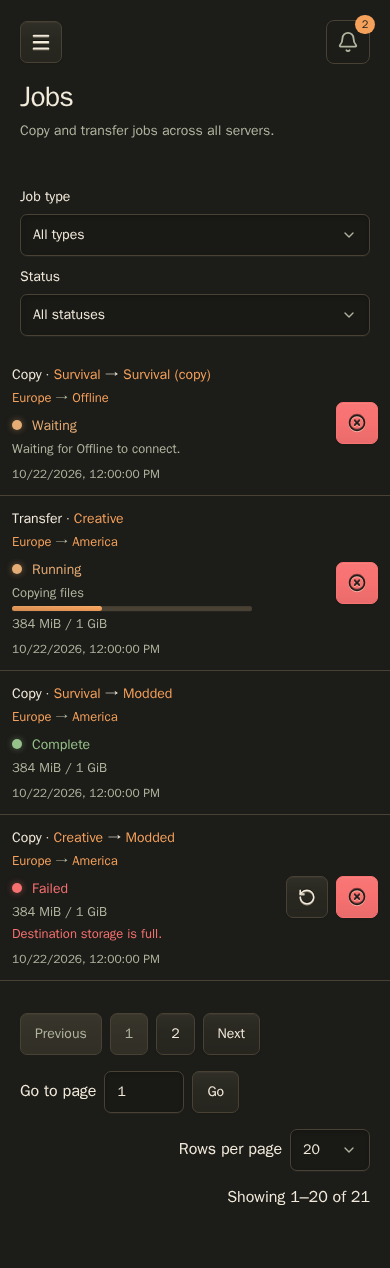 2
Jobs
Copy and transfer jobs across all servers.
Job type
All types
Status
All statuses
Copy · Survival → Survival (copy)
Europe → Offline
Waiting
Waiting for Offline to connect.
10/22/2026, 12:00:00 PM
Transfer · Creative
Europe → America
Running
Copying files
384 MiB / 1 GiB
10/22/2026, 12:00:00 PM
Copy · Survival → Modded
Europe → America
Complete
384 MiB / 1 GiB
10/22/2026, 12:00:00 PM
Copy · Creative → Modded
Europe → America
Failed
384 MiB / 1 GiB
Destination storage is full.
10/22/2026, 12:00:00 PM
Previous 1 2 Next
Go to page 1 Go
Rows per page 20
Showing 1–20 of 21